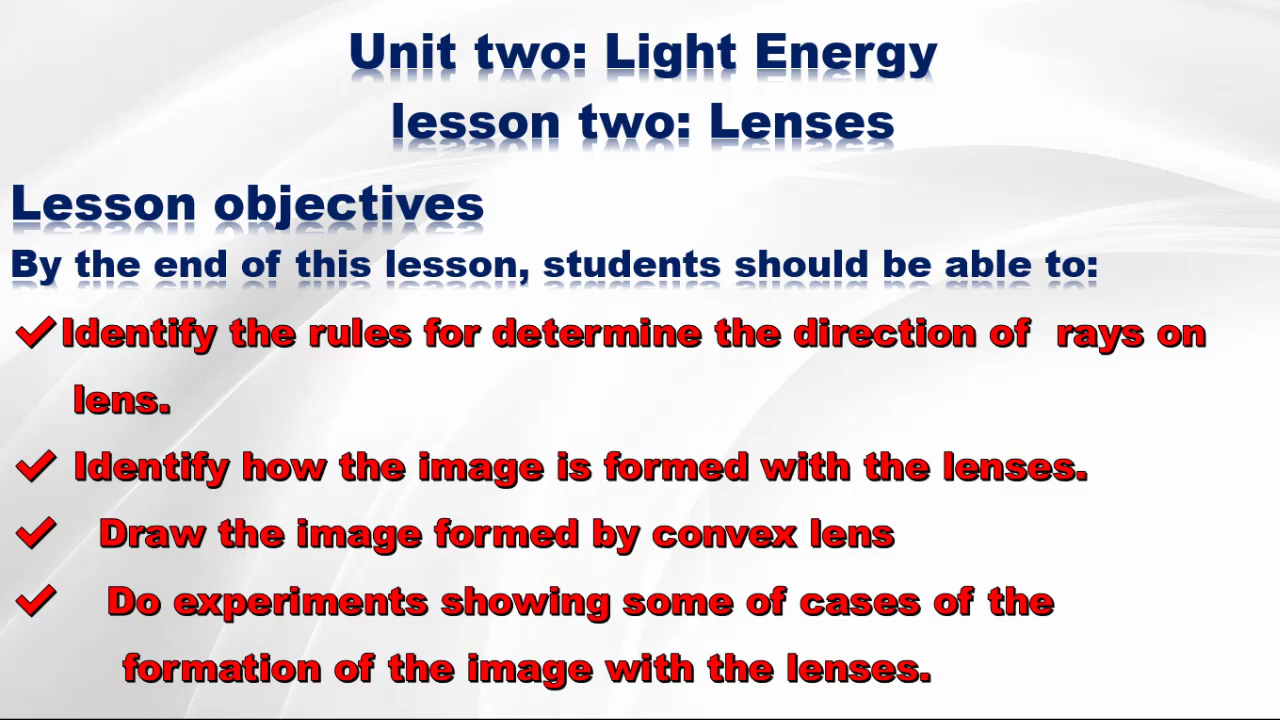 Unit two: Light Energy
lesson two: Lenses
Lesson objectives
By the end of this lesson, students should be able to:
✓Identify the rules for determine the direction of  rays on
lens.
✓ Identify how the image is formed with the lenses.
✓ Draw the image formed by convex lens
✓ Do experiments showing some of cases of the
formation of the image with the lenses.